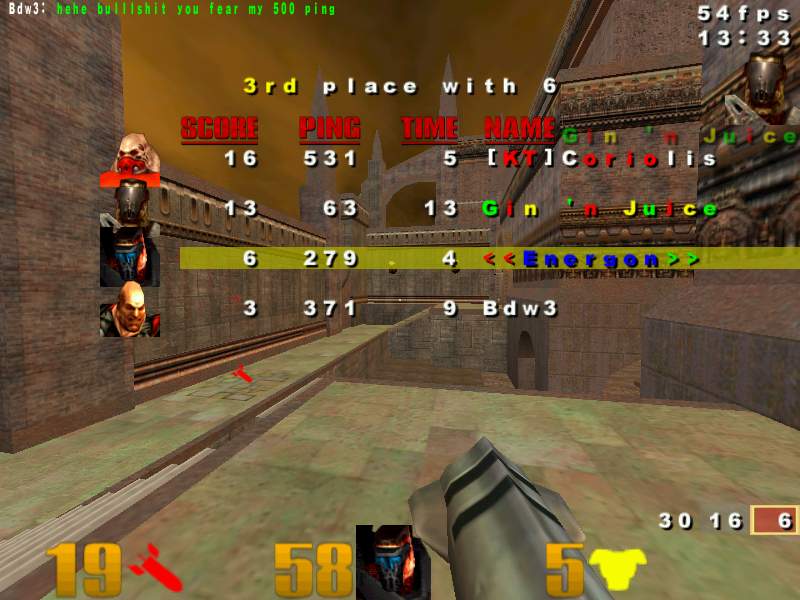 Bdw3: hehe bulllshit you fear my 500 ping
54fps
13:33
3rd place with 6
SCORE PING TIME NAME
Gin 'n Juice
16 531 5 [KT]Coriolis
13 63 13 Gin 'n Juice
6 279 4 <<Energon>>
3 371 9 Bdw3
30 16 6
19 58 5